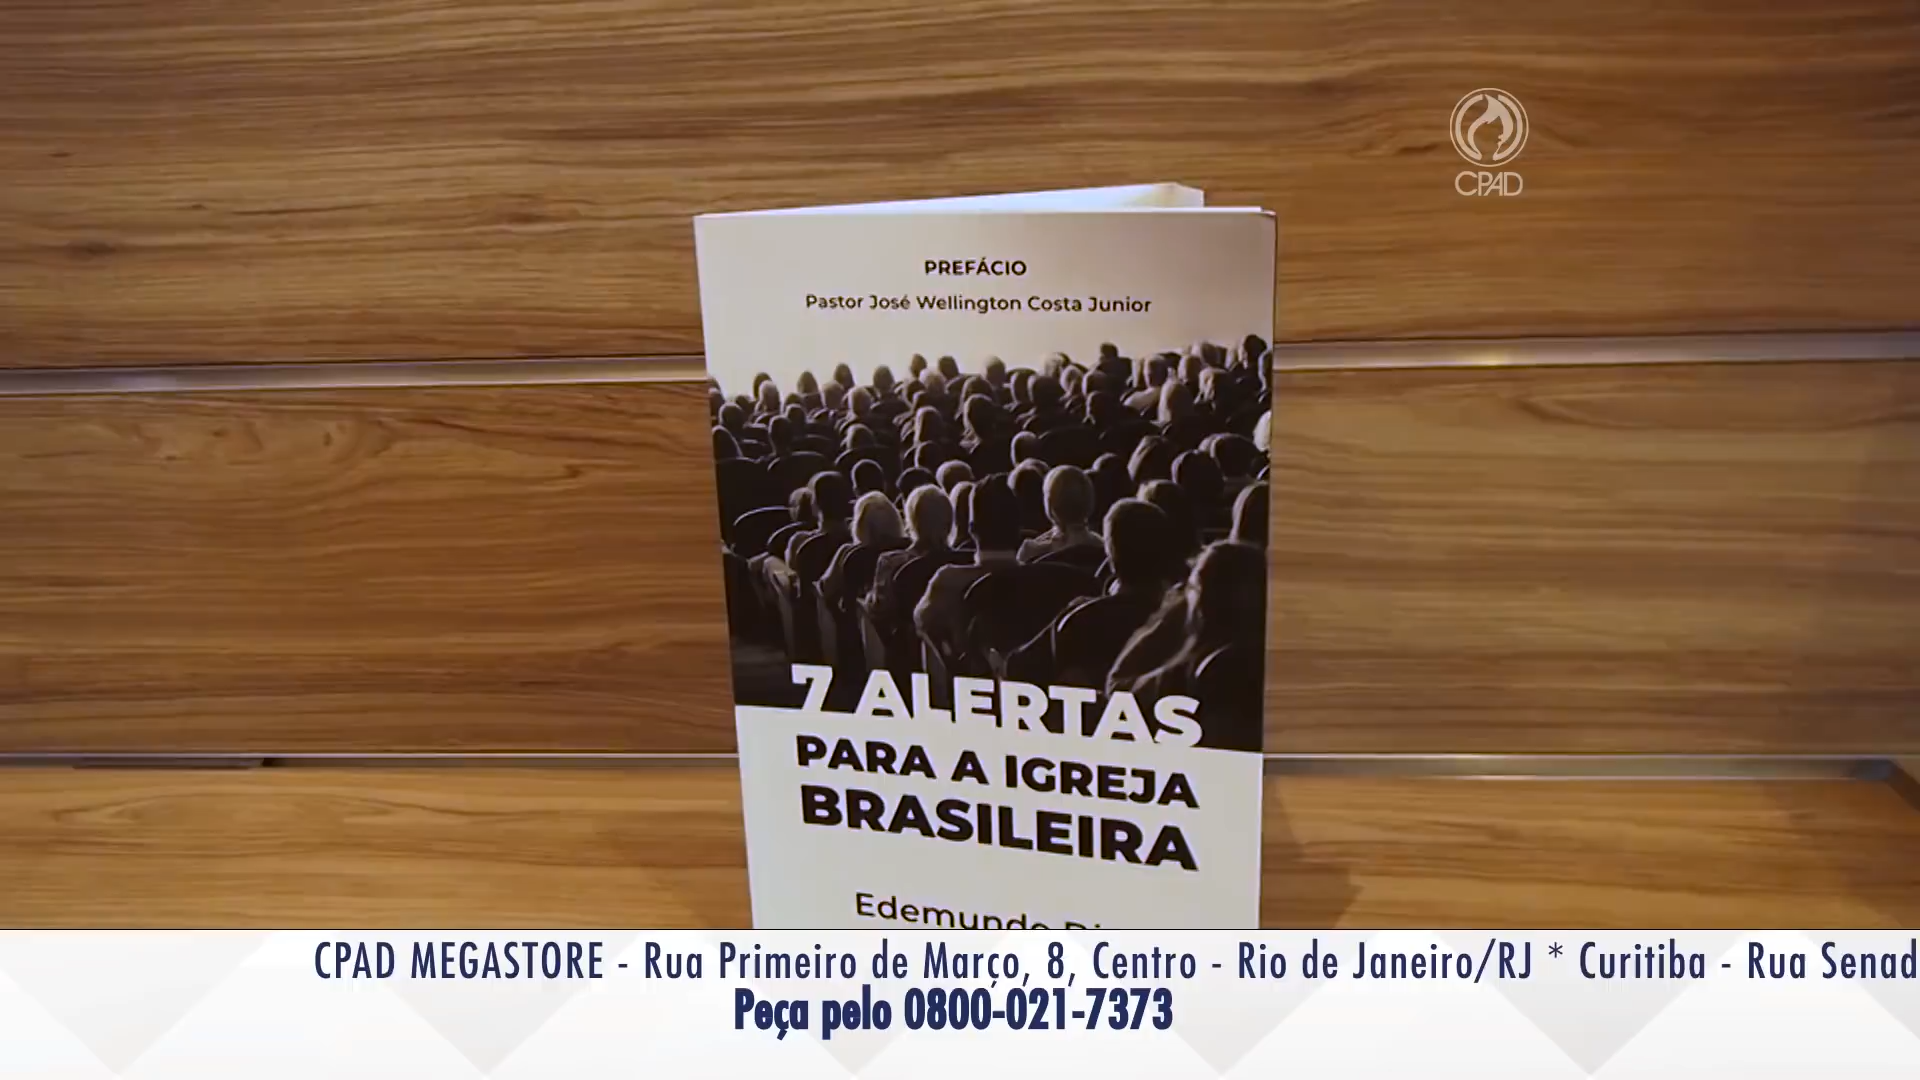 CPAD
PREFÁCIO
Pastor José Wellington Costa Junior
7 ALERTAS
PARA A IGREJA
BRASILEIRA
Edemundo
CPAD MEGASTORE - Rua Primeiro de Março, 8, Centro - Rio de Janeiro/RJ * Curitiba - Rua Senad
Peça pelo 0800-021-7373